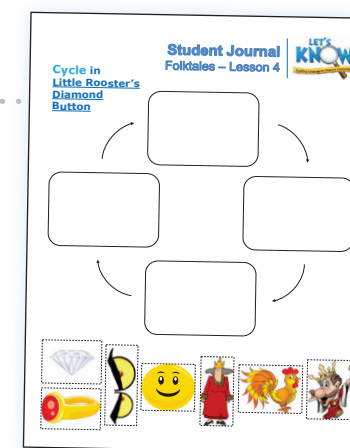 Student Journal
Folktales – Lesson 4
LET'S
KNOW
Cycle in
Little Rooster's
Diamond
Button